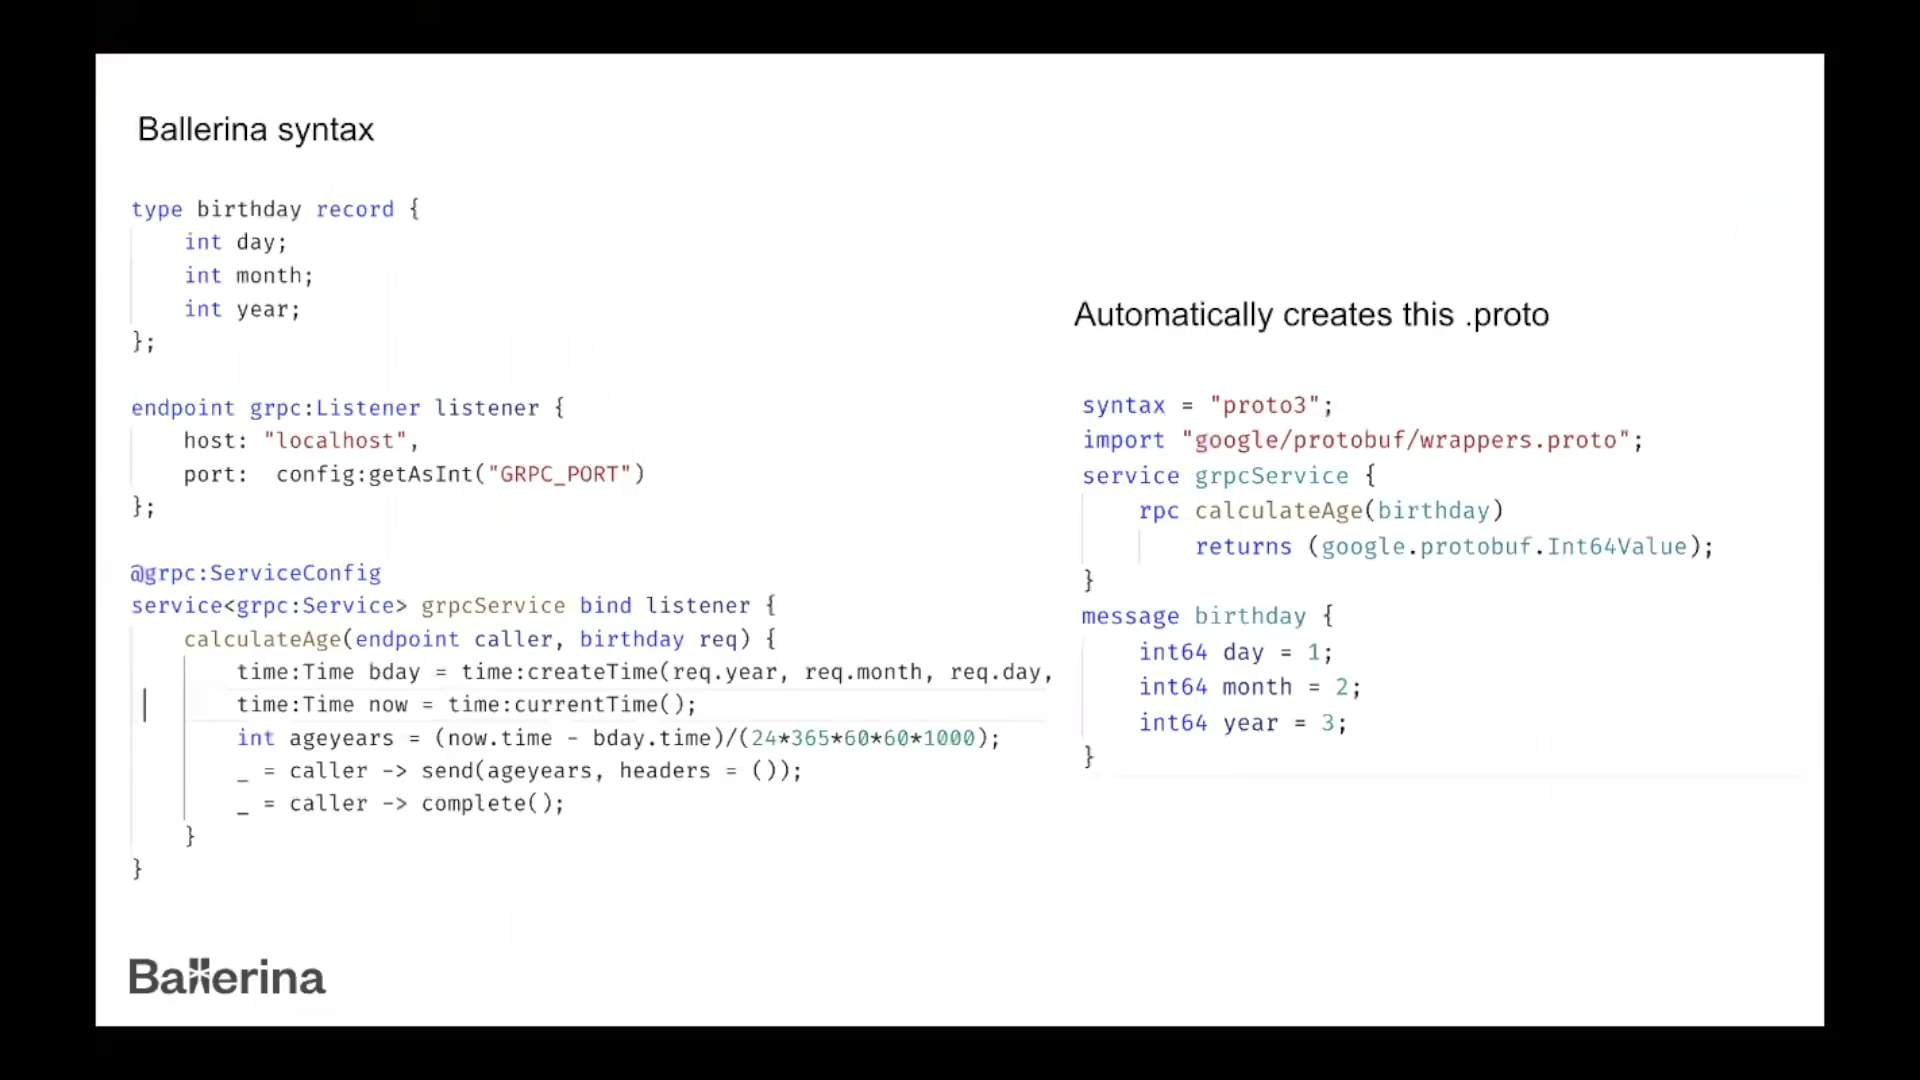 Ballerina syntax
type birthday record {
    int day;
    int month;
    int year;
};
endpoint grpc:Listener listener {
    host: "localhost",
    port:  config:getAsInt("GRPC_PORT")
};
@grpc:ServiceConfig
service<grpc:Service> grpcService bind listener {
    calculateAge(endpoint caller, birthday req) {
        time:Time bday = time:createTime(req.year, req.month, req.day,
        time:Time now = time:currentTime();
        int ageyears = (now.time - bday.time)/(24*365*60*60*1000);
        _ = caller -> send(ageyears, headers = ());
        _ = caller -> complete();
    }
}
Automatically creates this .proto
syntax = "proto3";
import "google/protobuf/wrappers.proto";
service grpcService {
    rpc calculateAge(birthday)
        returns (google.protobuf.Int64Value);
}
message birthday {
    int64 day = 1;
    int64 month = 2;
    int64 year = 3;
}
Ballerina